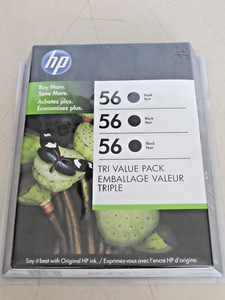 hp
Buy More.
Save More.
Achetez plus.
Économisez plus.
56 Black
Noir
56 Black
Noir
56 Black
Noir
TRI VALUE PACK
EMBALLAGE VALEUR
TRIPLE
Say it best with Original HP ink. / Exprimez-vous avec l'encre HP d'origine.